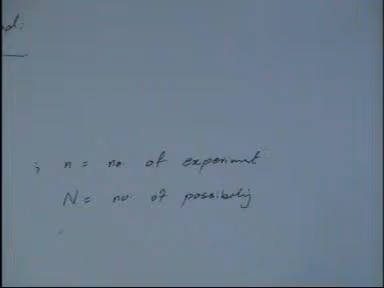 ; n = no. of experiment
N = no. of possibility